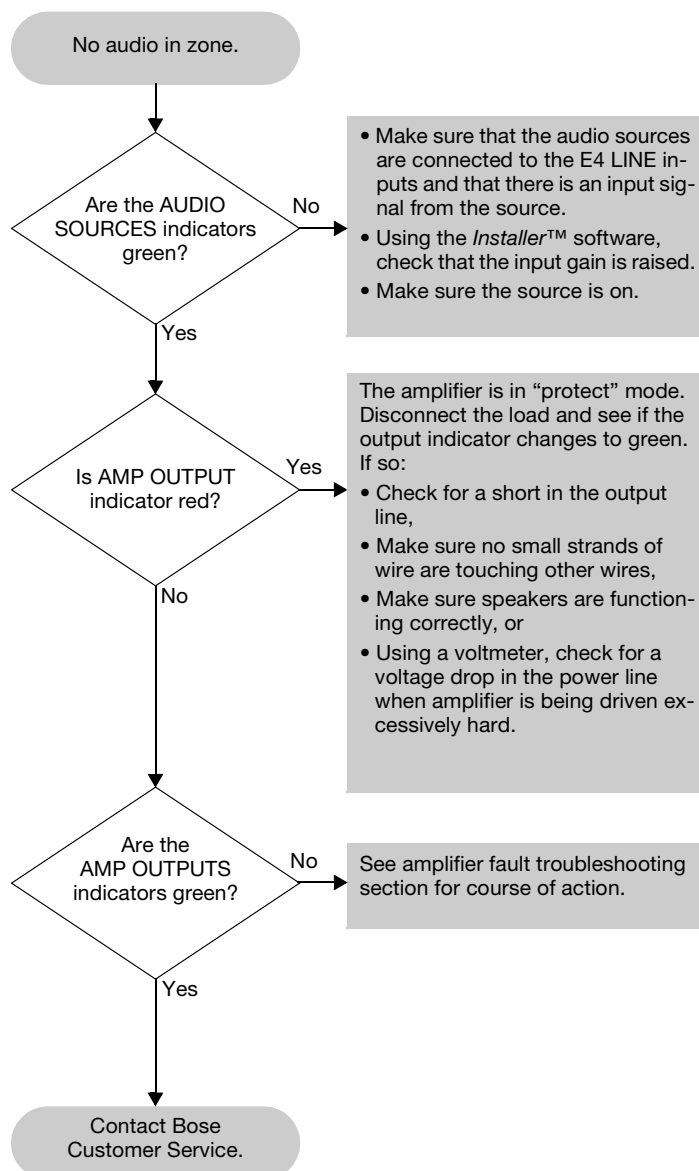 No audio in zone.
Are the AUDIO
SOURCES indicators
green?
No
• Make sure that the audio sources
are connected to the E4 LINE in-
puts and that there is an input sig-
nal from the source.
• Using the Installer™ software,
check that the input gain is raised.
• Make sure the source is on.
Yes
Is AMP OUTPUT
indicator red?
Yes
The amplifier is in “protect” mode.
Disconnect the load and see if the
output indicator changes to green.
If so:
• Check for a short in the output
line,
• Make sure no small strands of
wire are touching other wires,
• Make sure speakers are function-
ing correctly, or
• Using a voltmeter, check for a
voltage drop in the power line
when amplifier is being driven ex-
cessively hard.
No
Are the
AMP OUTPUTS
indicators green?
No
See amplifier fault troubleshooting
section for course of action.
Yes
Contact Bose
Customer Service.